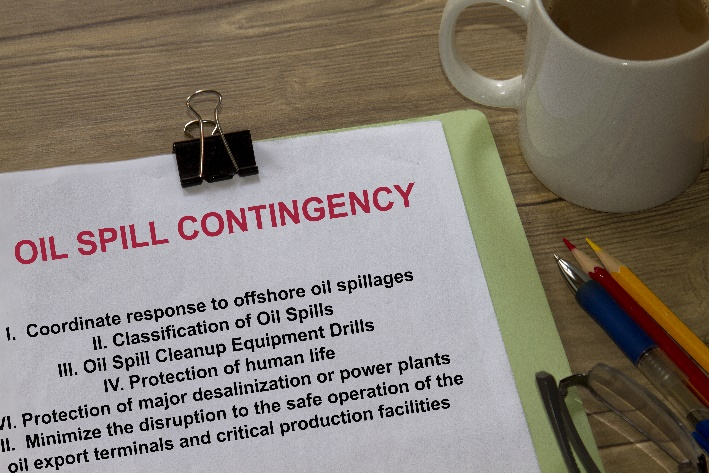 OIL SPILL CONTINGENCY
I. Coordinate response to offshore oil spillages
II. Classification of Oil Spills
III. Oil Spill Cleanup Equipment Drills
IV. Protection of human life
VI. Protection of major desalinization or power plants
II. Minimize the disruption to the safe operation of the
oil export terminals and critical production facilities